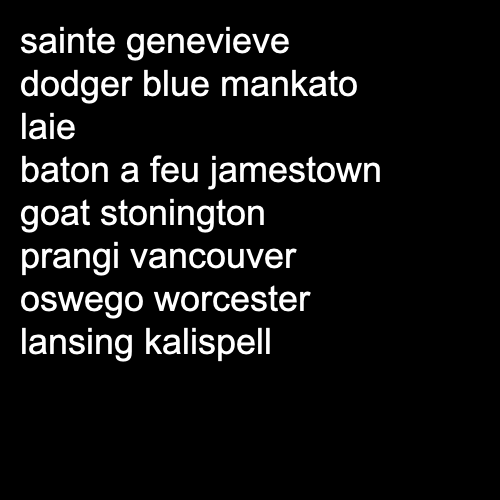 sainte genevieve
dodger blue mankato
laie
baton a feu jamestown
goat stonington
prangi vancouver
oswego worcester
lansing kalispell